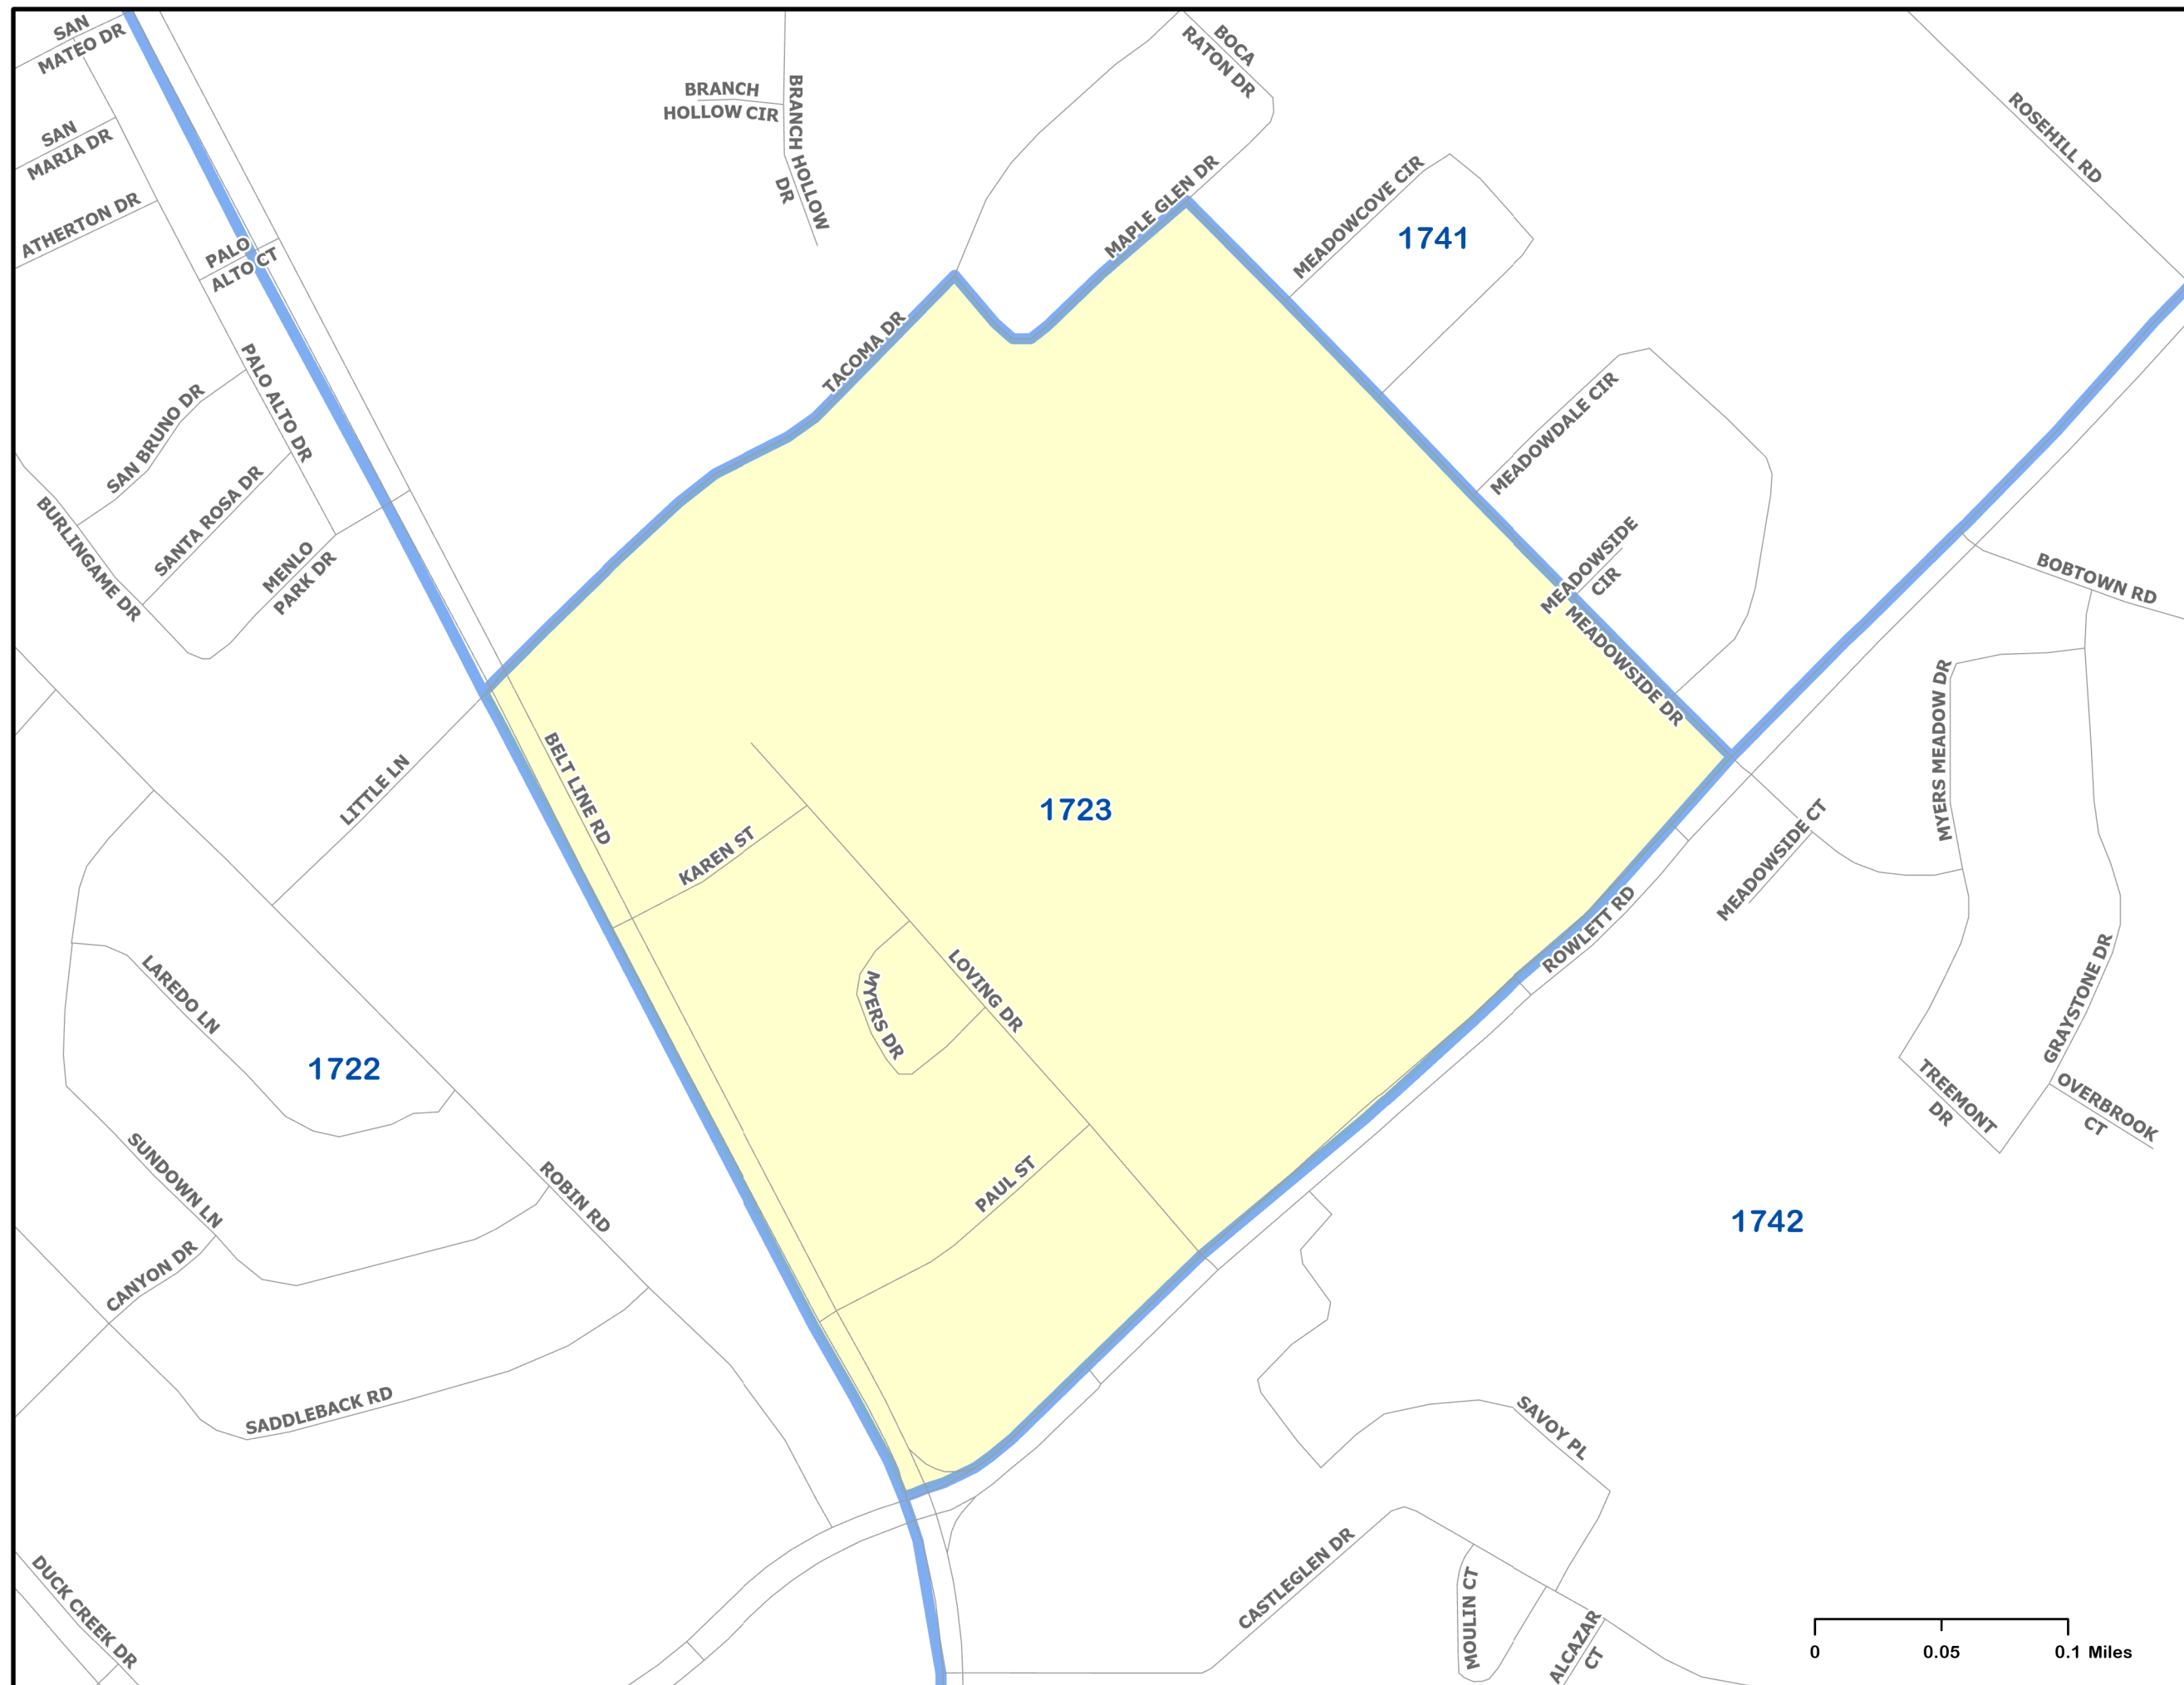 SAN
MATEO DR
SAN
MARIA DR
ATHERTON DR
PALO
ALTO CT
BRANCH
HOLLOW CIR
BRANCH HOLLOW
DR
BOCA
RATON DR
MAPLE GLEN DR
MEADOWCOVE CIR
1741
ROSEHILL RD
TACOMA DR
PALO ALTO DR
SAN BRUNO DR
SANTA ROSA DR
BURLINGAME DR
MENLO
PARK DR
MEADOWDALE CIR
MEADOWSIDE
CIR
MEADOWSIDE DR
BOBTOWN RD
MYERS MEADOW DR
LITTLE LN
BELT LINE RD
KAREN ST
1723
MEADOWSIDE CT
ROWLETT RD
LOVING DR
MYERS DR
LAREDO LN
1722
GRAYSTONE DR
TREEMONT
DR
OVERBROOK
CT
SUNDOWN LN
ROBIN RD
PAUL ST
1742
CANYON DR
SADDLEBACK RD
SAVOY PL
DUCK CREEK DR
CASTLEGLEN DR
MOULIN CT
ALCAZAR
CT
0 0.05 0.1 Miles